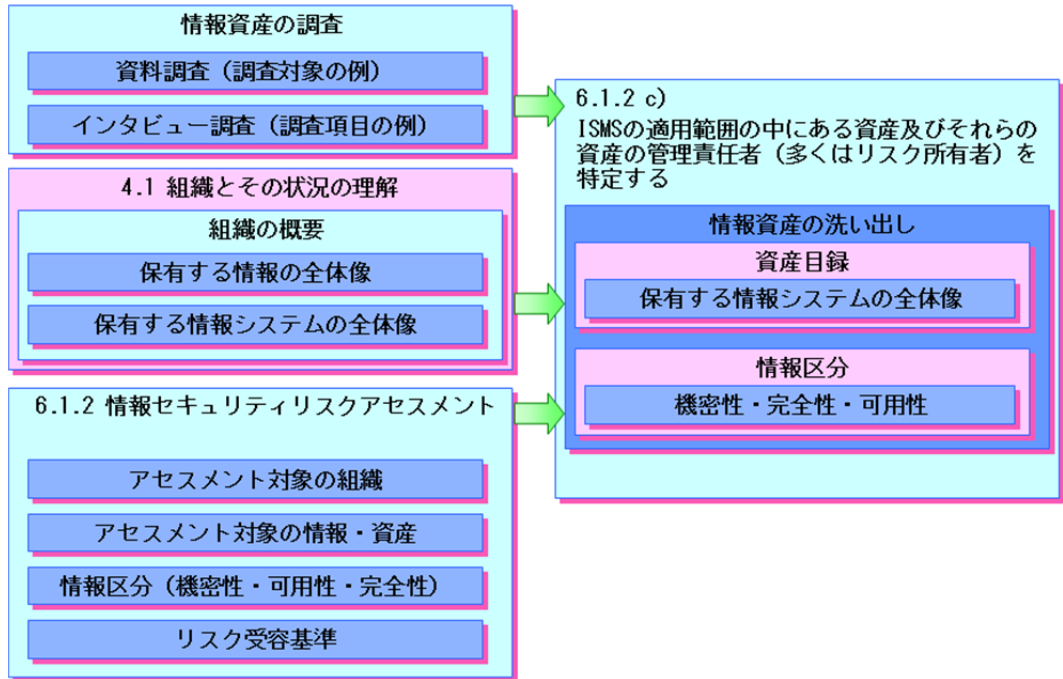 情報資産の調査
資料調査（調査対象の例）
インタビュー調査（調査項目の例）
4.1 組織とその状況の理解
組織の概要
保有する情報の全体像
保有する情報システムの全体像
6.1.2 情報セキュリティリスクアセスメント
アセスメント対象の組織
アセスメント対象の情報・資産
情報区分（機密性・可用性・完全性）
リスク受容基準
6.1.2 c)
ISMSの適用範囲の中にある資産及びそれらの
資産の管理責任者（多くはリスク所有者）を
特定する
情報資産の洗い出し
資産目録
保有する情報システムの全体像
情報区分
機密性・完全性・可用性